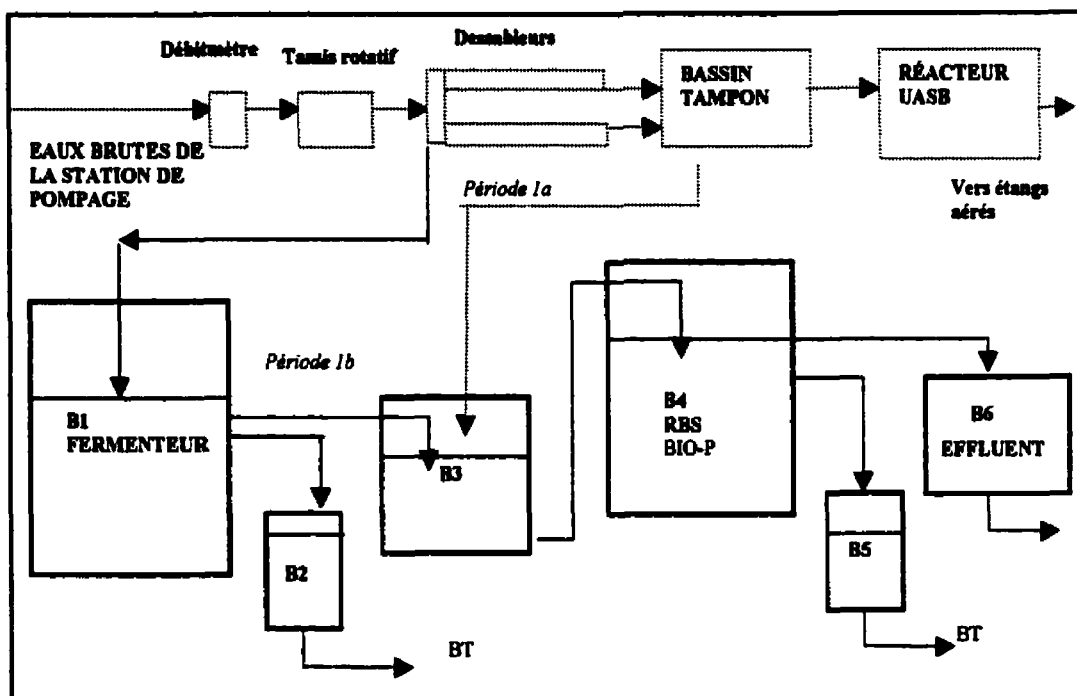 Débitmètre
Tamis rotatif
Dessableurs
BASSIN
TAMPON
RÉACTEUR
UASB
EAUX BRUTES DE
LA STATION DE
POMPAGE
Période 1a
Vers étangs
aérés
Période 1b
B1
FERMENTEUR
B2
B3
B4
RBS
BIO-P
B5
B6
EFFLUENT
BT
BT